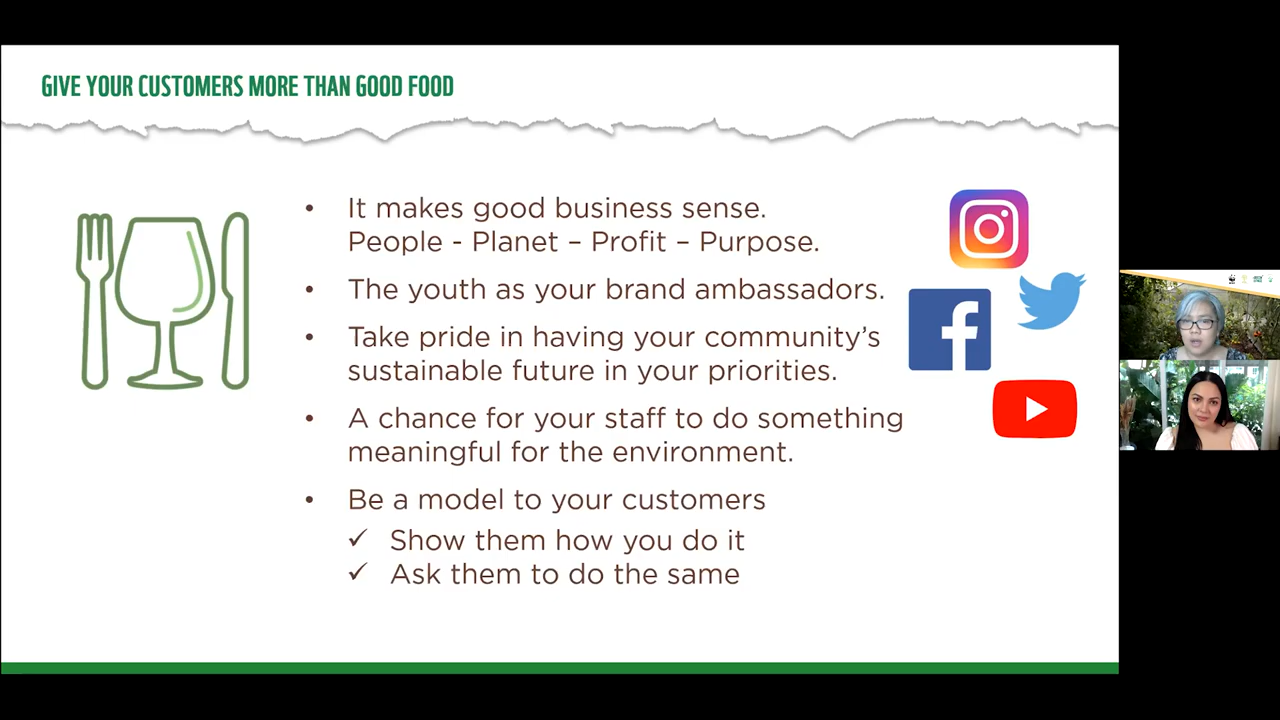 GIVE YOUR CUSTOMERS MORE THAN GOOD FOOD
• It makes good business sense.
People - Planet – Profit – Purpose.
• The youth as your brand ambassadors.
• Take pride in having your community’s
sustainable future in your priorities.
• A chance for your staff to do something
meaningful for the environment.
• Be a model to your customers
✓ Show them how you do it
✓ Ask them to do the same